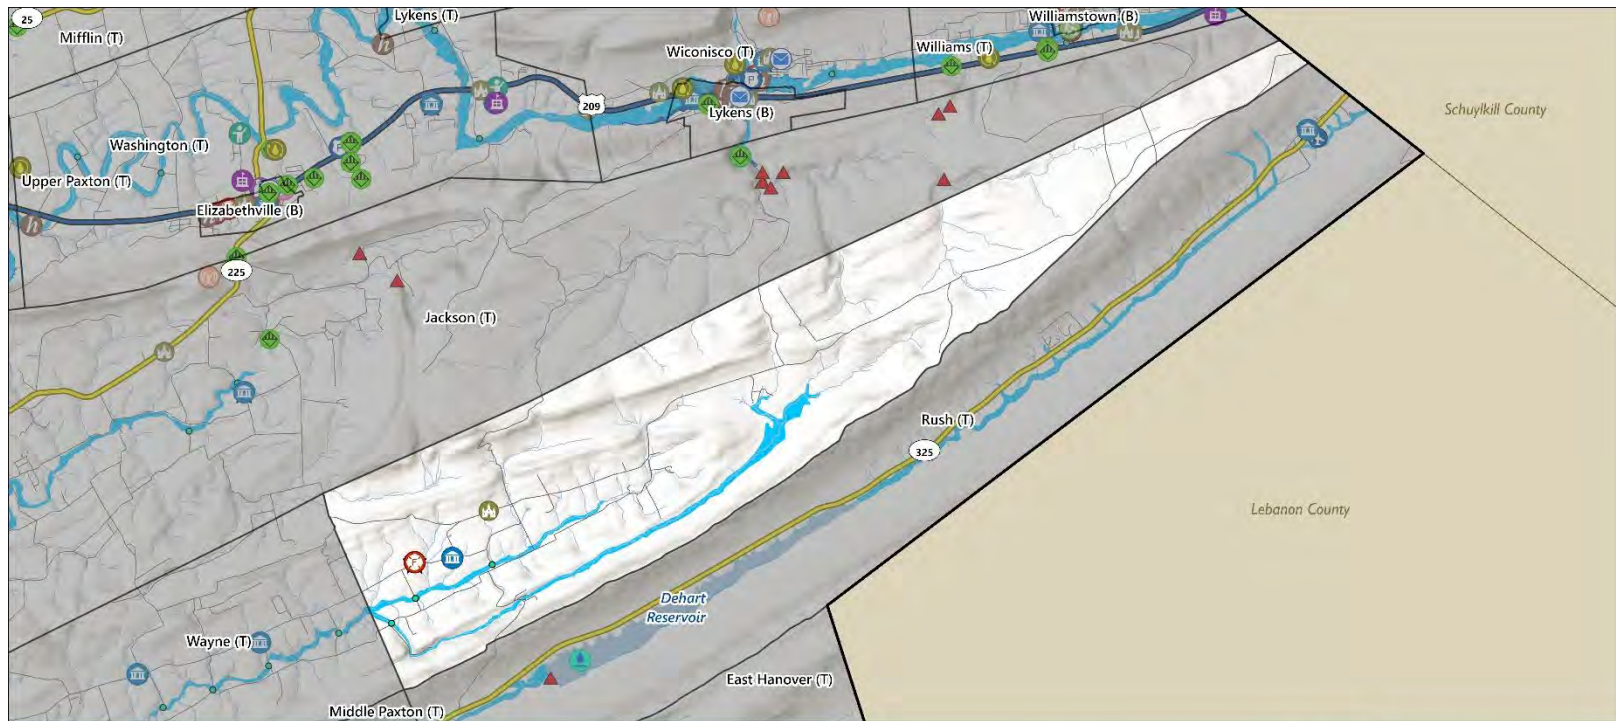 25
Mifflin (T)
Lykens (T)
Williamstown (B)
Wiconisco (T)
Williams (T)
209
Lykens (B)
Schuylkill County
Washington (T)
Upper Paxton (T)
Elizabethville (B)
225
Jackson (T)
Rush (T)
325
Lebanon County
Dehart
Reservoir
Wayne (T)
East Hanover (T)
Middle Paxton (T)
h
h
P
F